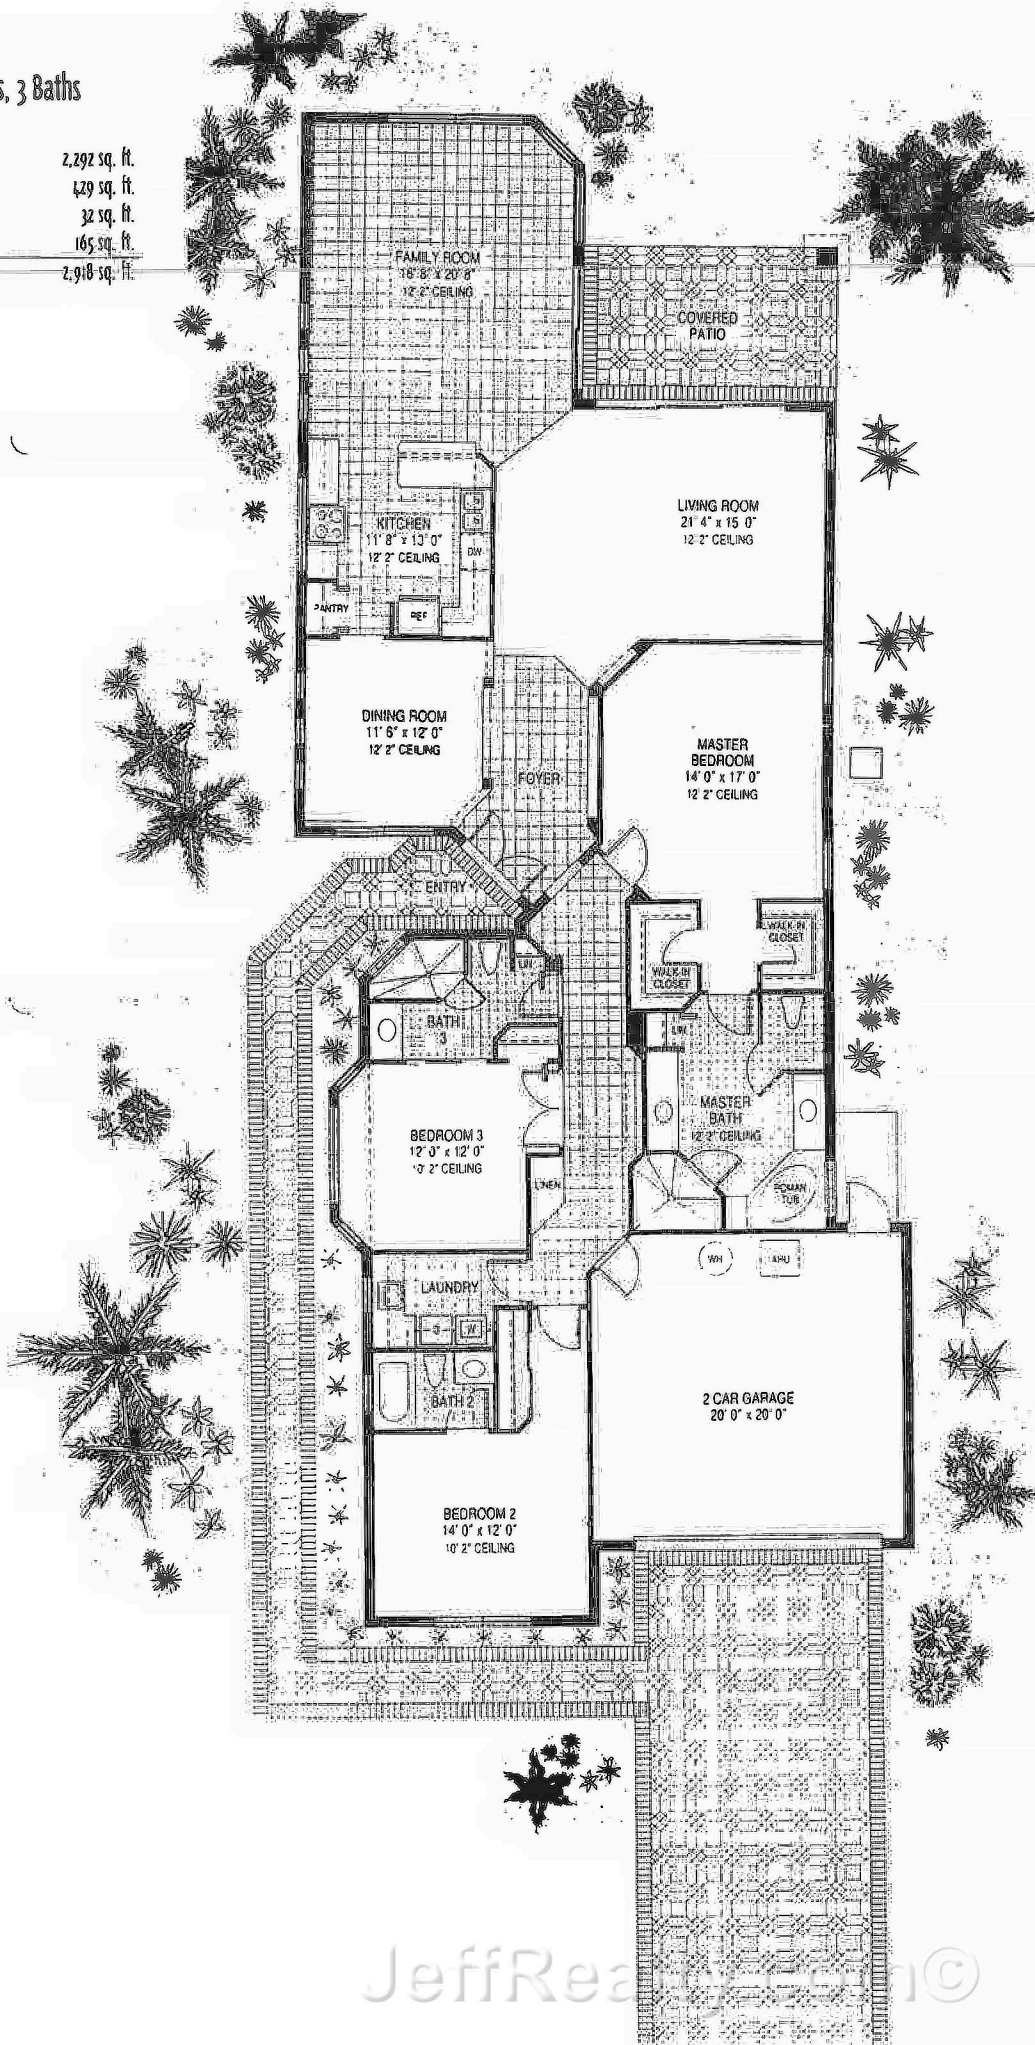 s, 3 Baths
2,292 sq. ft.
429 sq. ft.
32 sq. ft.
165 sq. ft.
2,918 sq. ft.
FAMILY ROOM
16' 8" x 20' 8"
12' 2" CEILING
COVERED
PATIO
LIVING ROOM
21' 4" x 15' 0"
12' 2" CEILING
KITCHEN
11' 8" x 13' 0"
12' 2" CEILING
DW
PANTRY
REF
DINING ROOM
11' 6" x 12' 0"
12' 2" CEILING
MASTER
BEDROOM
14' 0" x 17' 0"
12' 2" CEILING
FOYER
ENTRY
WALK-IN
CLOSET
WALK-IN
CLOSET
LIN
BATH
3
LIN
MASTER
BATH
12' 2" CEILING
BEDROOM 3
12' 0" x 12' 0"
10' 2" CEILING
LINEN
ROMAN
TUB
LAUNDRY
WH
AHU
D
W
BATH 2
2 CAR GARAGE
20' 0" x 20' 0"
BEDROOM 2
14' 0" x 12' 0"
10' 2" CEILING
JeffRealty.com©